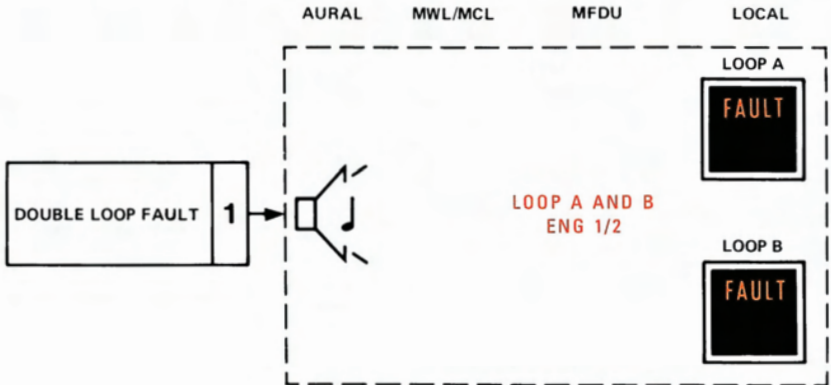 AURAL MWL/MCL MFDU LOCAL
LOOP A
FAULT
DOUBLE LOOP FAULT 1
LOOP A AND B
ENG 1/2
LOOP B
FAULT